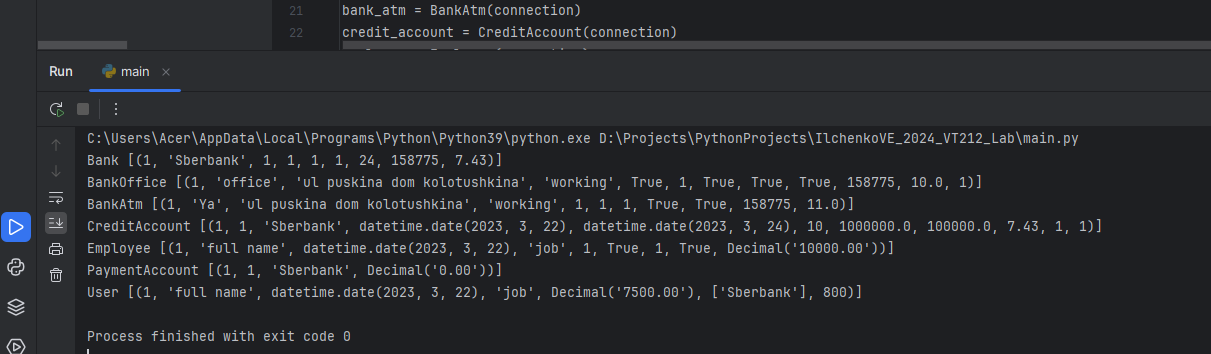 21 bank_atm = BankAtm(connection)
22 credit_account = CreditAccount(connection)
Run main
C:\Users\Acer\AppData\Local\Programs\Python\Python39\python.exe D:\Projects\PythonProjects\IlchenkoVE_2024_VT212_Lab\main.py
Bank [(1, 'Sberbank', 1, 1, 1, 1, 24, 158775, 7.43)]
BankOffice [(1, 'office', 'ul puskina dom kolotushkina', 'working', True, 1, True, True, True, 158775, 10.0, 1)]
BankAtm [(1, 'Ya', 'ul puskina dom kolotushkina', 'working', 1, 1, 1, True, True, 158775, 11.0)]
CreditAccount [(1, 1, 'Sberbank', datetime.date(2023, 3, 22), datetime.date(2023, 3, 24), 10, 1000000.0, 100000.0, 7.43, 1, 1)]
Employee [(1, 'full name', datetime.date(2023, 3, 22), 'job', 1, True, 1, True, Decimal('10000.00'))]
PaymentAccount [(1, 1, 'Sberbank', Decimal('0.00'))]
User [(1, 'full name', datetime.date(2023, 3, 22), 'job', Decimal('7500.00'), ['Sberbank'], 800)]
Process finished with exit code 0